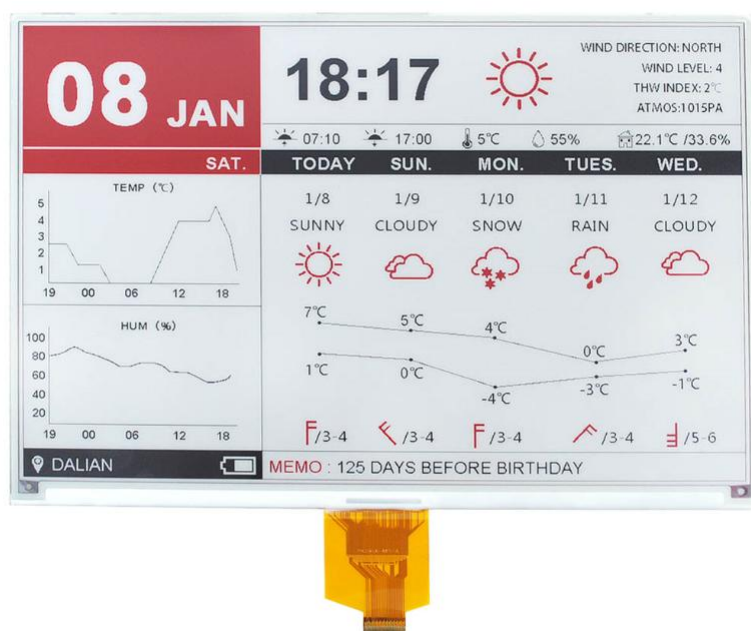 08 JAN
SAT.
18:17
WIND DIRECTION: NORTH
WIND LEVEL: 4
THW INDEX: 2℃
ATMOS:1015PA
07:10 17:00 5℃ 55% 22.1℃ /33.6%
TODAY SUN. MON. TUES. WED.
1/8 1/9 1/10 1/11 1/12
SUNNY CLOUDY SNOW RAIN CLOUDY
7℃ 5℃ 4℃ 0℃ 3℃
1℃ 0℃ -4℃ -3℃ -1℃
/3-4 /3-4 /3-4 /3-4 /5-6
TEMP (℃)
5
4
3
2
1
19 00 06 12 18
HUM (%)
100
80
60
40
20
19 00 06 12 18
DALIAN
MEMO : 125 DAYS BEFORE BIRTHDAY